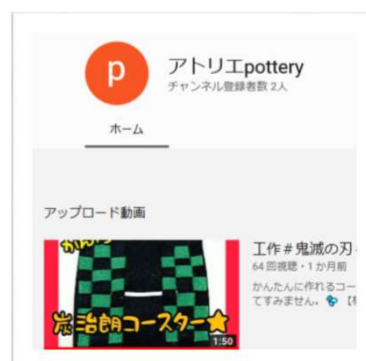 p
アトリエpottery
チャンネル登録者数 2人
ホーム
アップロード動画
炭治朗コースター☆
1:50
工作#鬼滅の刃
64 回視聴・1 か月前
かんたんに作れるコー
てすみません。